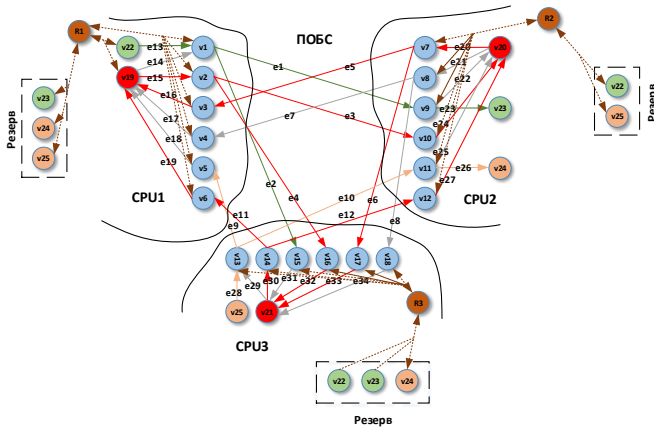 ПОБС
R1
R2
v22
e13
v1
v7
e20
v20
e14
e21
v19
e15
v2
e1
e5
v8
e22
v22
v23
e16
v3
v9
e23
v23
v24
e17
e7
e3
v10
e24
v25
v25
e18
v4
Резерв
Резерв
e19
v5
e25
v11
e26
v24
e2
e10
e27
CPU1
v6
e4
e6
v12
CPU2
e11
e12
e8
e9
v13
v14
v15
v16
v17
v18
e28
e29
e30
e31
e32
e33
e34
R3
v25
v21
CPU3
v22
v23
v24
Резерв